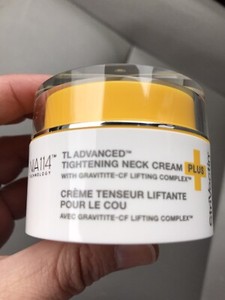 NIA114™
TL ADVANCED™
TIGHTENING NECK CREAM PLUS
WITH GRAVITITE-CF LIFTING COMPLEX™
CRÈME TENSEUR LIFTANTE
POUR LE COU
AVEC GRAVITITE-CF LIFTING COMPLEX™